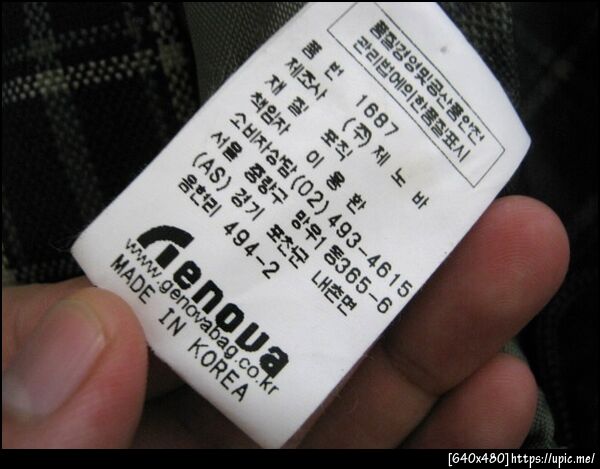 품질경영및공산품안전
관리법에의한품질표시
품 번 1687
제조사 (주) 제 노 바
재 질 포직
책임자 이 용 환
소비자상담(02) 493-4615
서울 중랑구 망우1동365-6
(AS) 경기 포천군 내촌면
음현리 494-2
Genova
www.genovabag.co.kr
MADE IN KOREA
[640x480]https://upic.me/